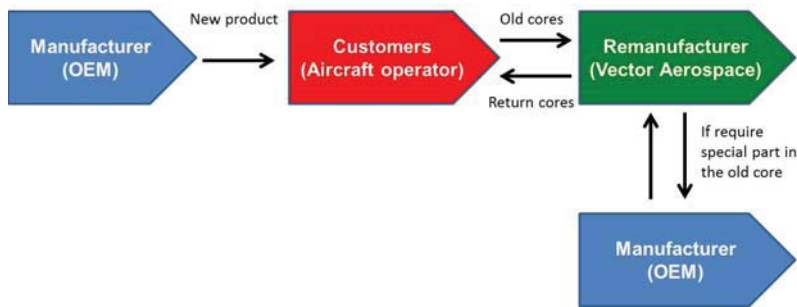 New product
Manufacturer
(OEM)
Customers
(Aircraft operator)
Old cores
Return cores
Remanufacturer
(Vector Aerospace)
If require
special part in
the old core
Manufacturer
(OEM)